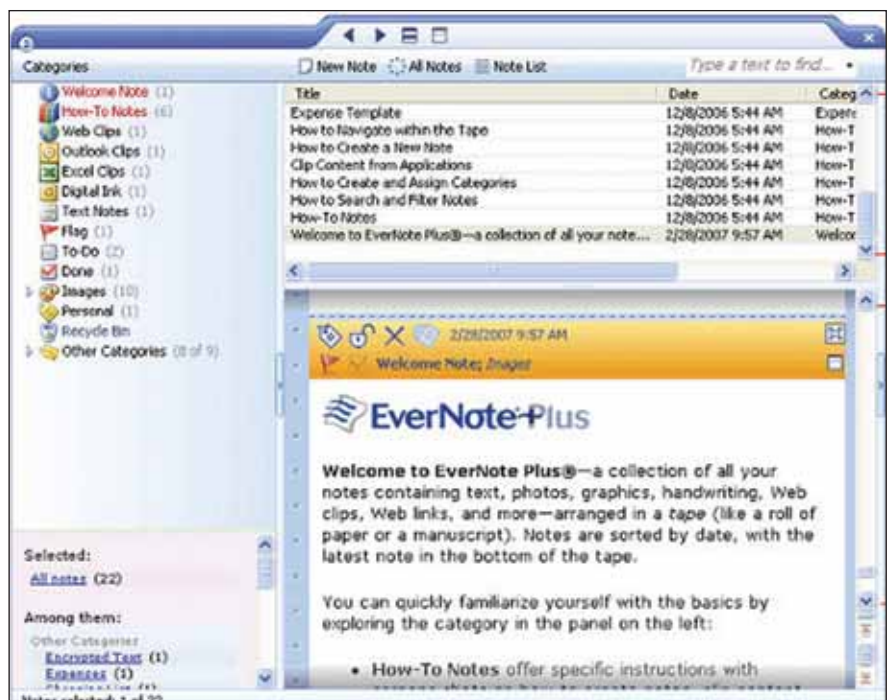 Categories
New Note All Notes Note List Type a text to find...
Welcome Note (1)
How-To Notes (6)
Web Clips (1)
Outlook Clips (1)
Excel Clips (1)
Digital Ink (1)
Text Notes (1)
Flag (1)
To-Do (2)
Done (1)
Images (10)
Personal (1)
Recycle Bin
Other Categories (8 of 9)
Title Date Categ
Expense Template 12/8/2006 5:44 AM Expens
How to Navigate within the Tape 12/8/2006 5:44 AM How-T
How to Create a New Note 12/8/2006 5:44 AM How-T
Clip Content from Applications 12/8/2006 5:44 AM How-T
How to Create and Assign Categories 12/8/2006 5:44 AM How-T
How to Search and Filter Notes 12/8/2006 5:44 AM How-T
How-To Notes 12/8/2006 5:44 AM How-T
Welcome to EverNote Plus®—a collection of all your note... 2/28/2007 9:57 AM Welcor
2/28/2007 9:57 AM
Welcome Note; Images
EverNote+Plus
Welcome to EverNote Plus®—a collection of all your
notes containing text, photos, graphics, handwriting, Web
clips, Web links, and more—arranged in a tape (like a roll of
paper or a manuscript). Notes are sorted by date, with the
latest note in the bottom of the tape.
You can quickly familiarize yourself with the basics by
exploring the category in the panel on the left:
• How-To Notes offer specific instructions with
Selected:
All notes (22)
Among them:
Other Categories
Encrypted Text (1)
Expenses (1)
Notes selected: 1 of 22